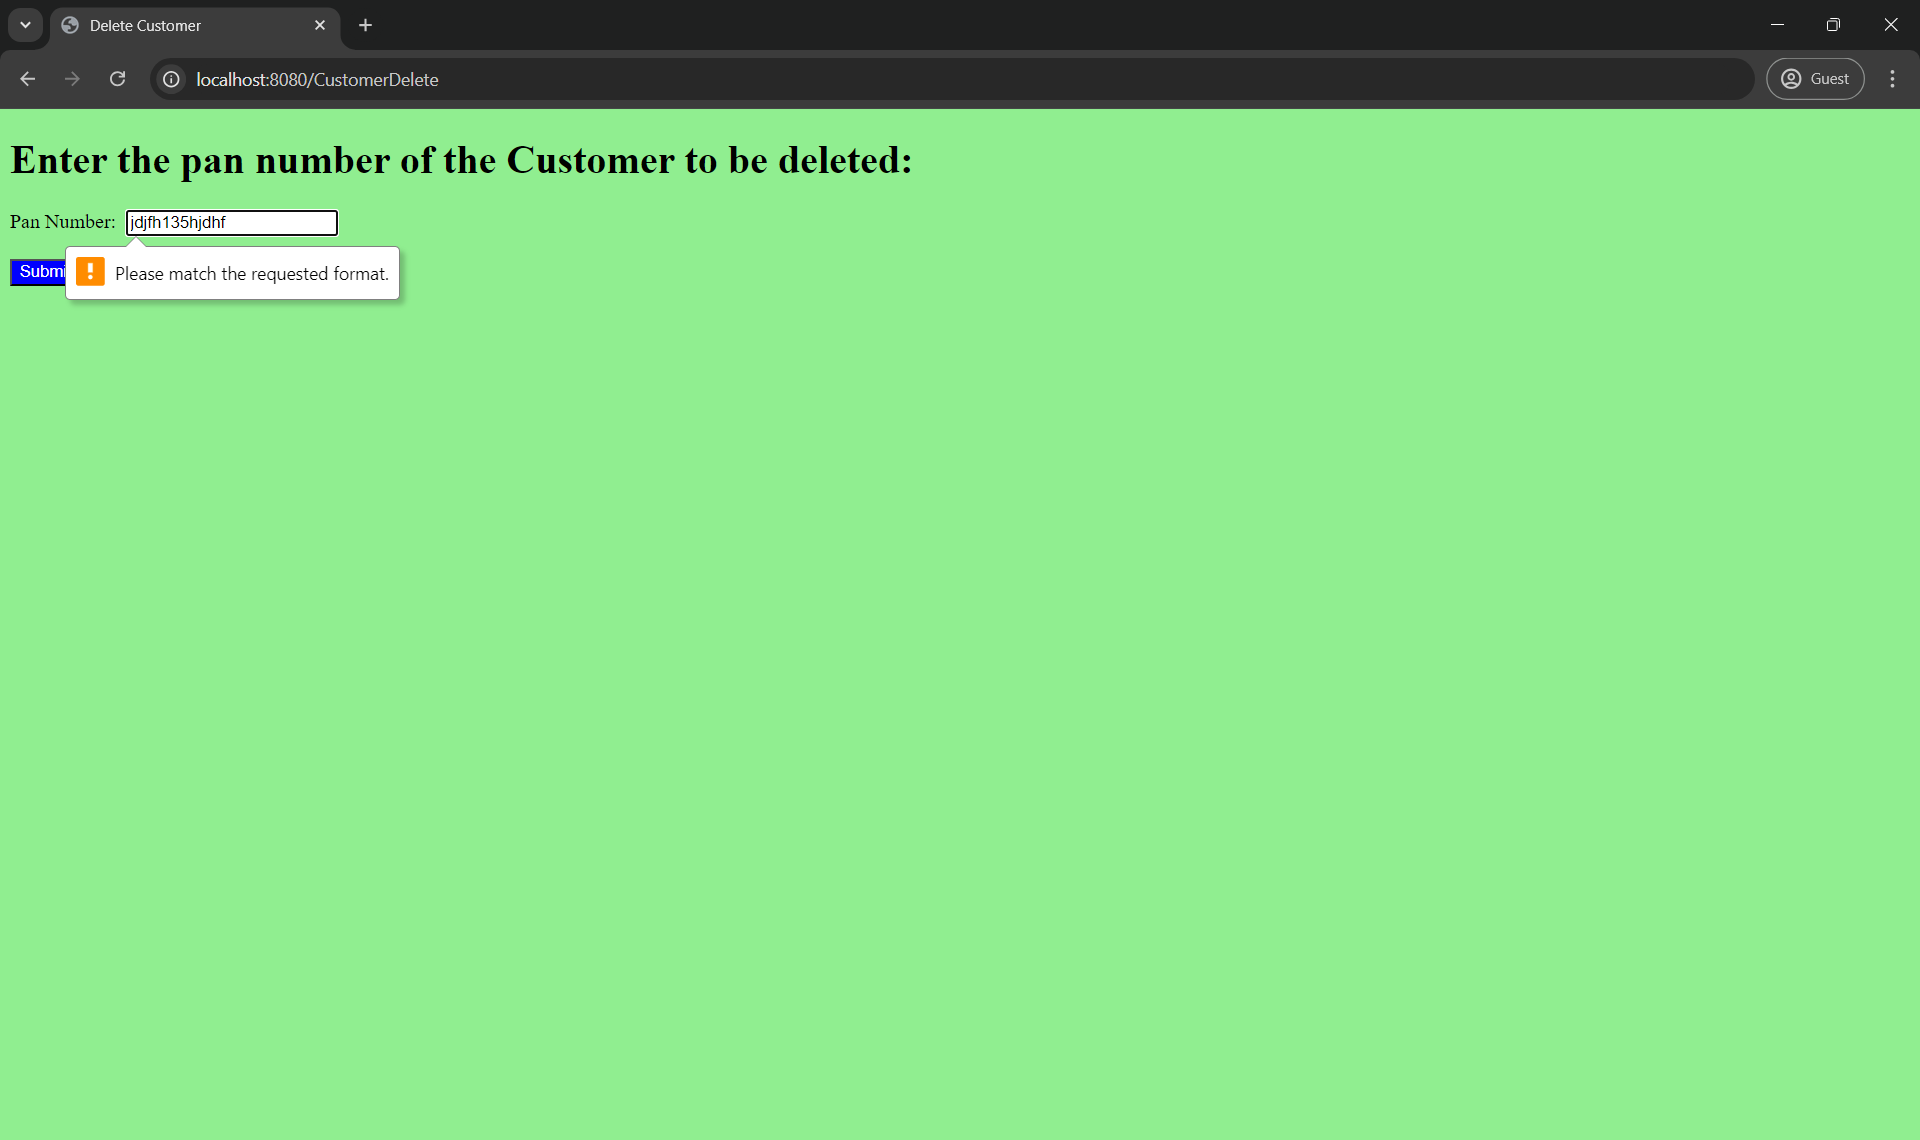 Delete Customer
localhost:8080/CustomerDelete
Guest
Enter the pan number of the Customer to be deleted:
Pan Number: jdjfh135hjdhf
Submi
Please match the requested format.